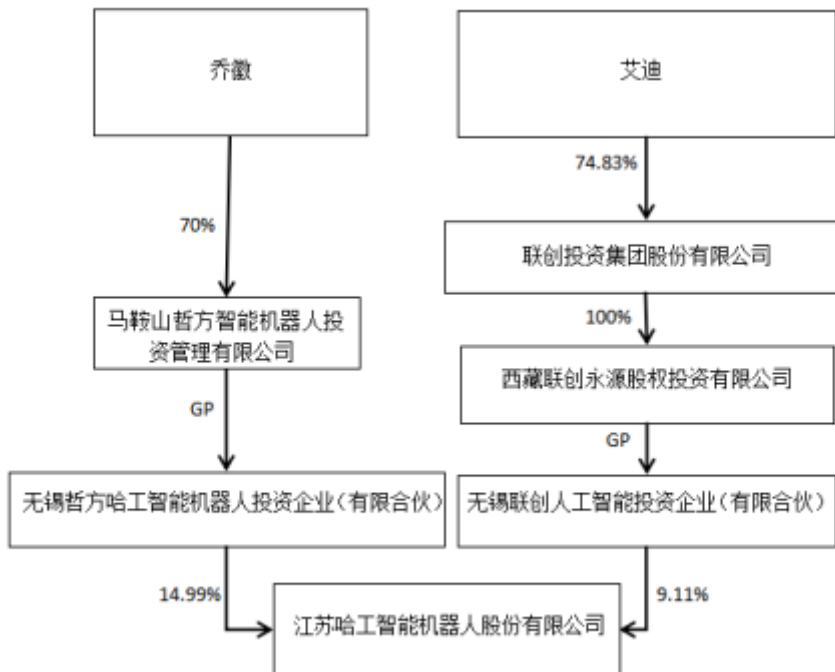 乔徽
艾迪
74.83%
70%
联创投资集团股份有限公司
100%
马鞍山哲方智能机器人投
资管理有限公司
西藏联创永源股权投资有限公司
GP
GP
无锡哲方哈工智能机器人投资企业（有限合伙）
无锡联创人工智能投资企业（有限合伙）
14.99%
9.11%
江苏哈工智能机器人股份有限公司